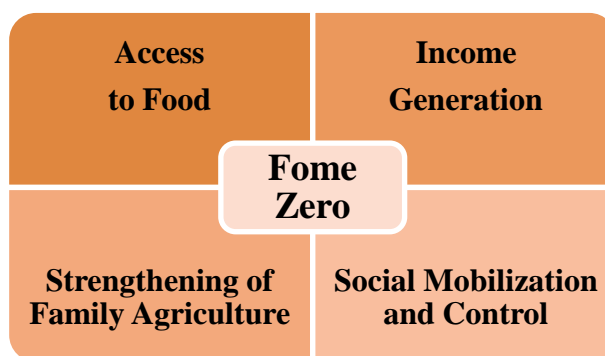 Access
to Food
Income
Generation
Fome
Zero
Strengthening of
Family Agriculture
Social Mobilization
and Control